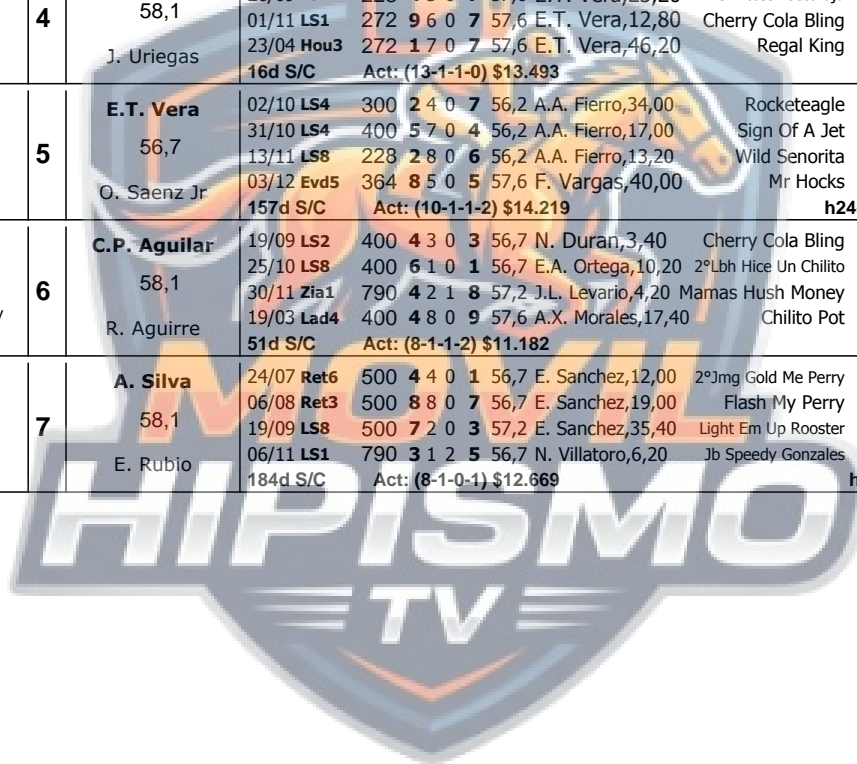 4 58,1 J. Uriegas
01/11 LS1 272 9 6 0 7 57,6 E.T. Vera,12,80 Cherry Cola Bling
23/04 Hou3 272 1 7 0 7 57,6 E.T. Vera,46,20 Regal King
16d S/C Act: (13-1-1-0) $13.493
5 E.T. Vera 56,7 O. Saenz Jr
02/10 LS4 300 2 4 0 7 56,2 A.A. Fierro,34,00 Rocketeagle
31/10 LS4 400 5 7 0 4 56,2 A.A. Fierro,17,00 Sign Of A Jet
13/11 LS8 228 2 8 0 6 56,2 A.A. Fierro,13,20 Wild Senorita
03/12 Evd5 364 8 5 0 5 57,6 F. Vargas,40,00 Mr Hocks
157d S/C Act: (10-1-1-2) $14.219 h24
6 C.P. Aguilar 58,1 R. Aguirre
19/09 LS2 400 4 3 0 3 56,7 N. Duran,3,40 Cherry Cola Bling
25/10 LS8 400 6 1 0 1 56,7 E.A. Ortega,10,20 2°Lbh Hice Un Chilito
30/11 Zia1 790 4 2 1 8 57,2 J.L. Levario,4,20 Mamas Hush Money
19/03 Lad4 400 4 8 0 9 57,6 A.X. Morales,17,40 Chilito Pot
51d S/C Act: (8-1-1-2) $11.182
7 A. Silva 58,1 E. Rubio
24/07 Ret6 500 4 4 0 1 56,7 E. Sanchez,12,00 2°Jmg Gold Me Perry
06/08 Ret3 500 8 8 0 7 56,7 E. Sanchez,19,00 Flash My Perry
19/09 LS8 500 7 2 0 3 57,2 E. Sanchez,35,40 Light Em Up Rooster
06/11 LS1 790 3 1 2 5 56,7 N. Villatoro,6,20 Jb Speedy Gonzales
184d S/C Act: (8-1-0-1) $12.669 h
MOVIL
HIPISMO
TV